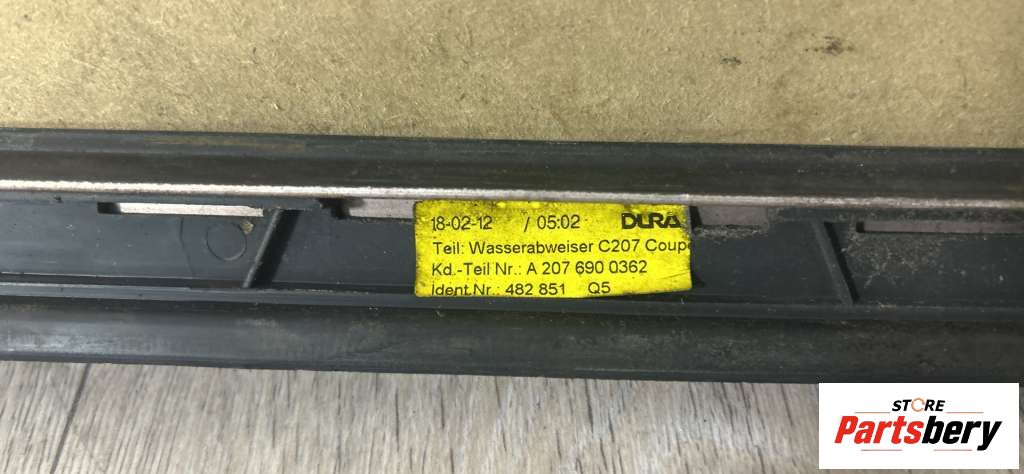 18-02-12 / 05:02 DURA
Teil: Wasserabweiser C207 Coupe
Kd.-Teil Nr.: A 207 690 0362
Ident.Nr.: 482 851 Q5
STORE
Partsbery